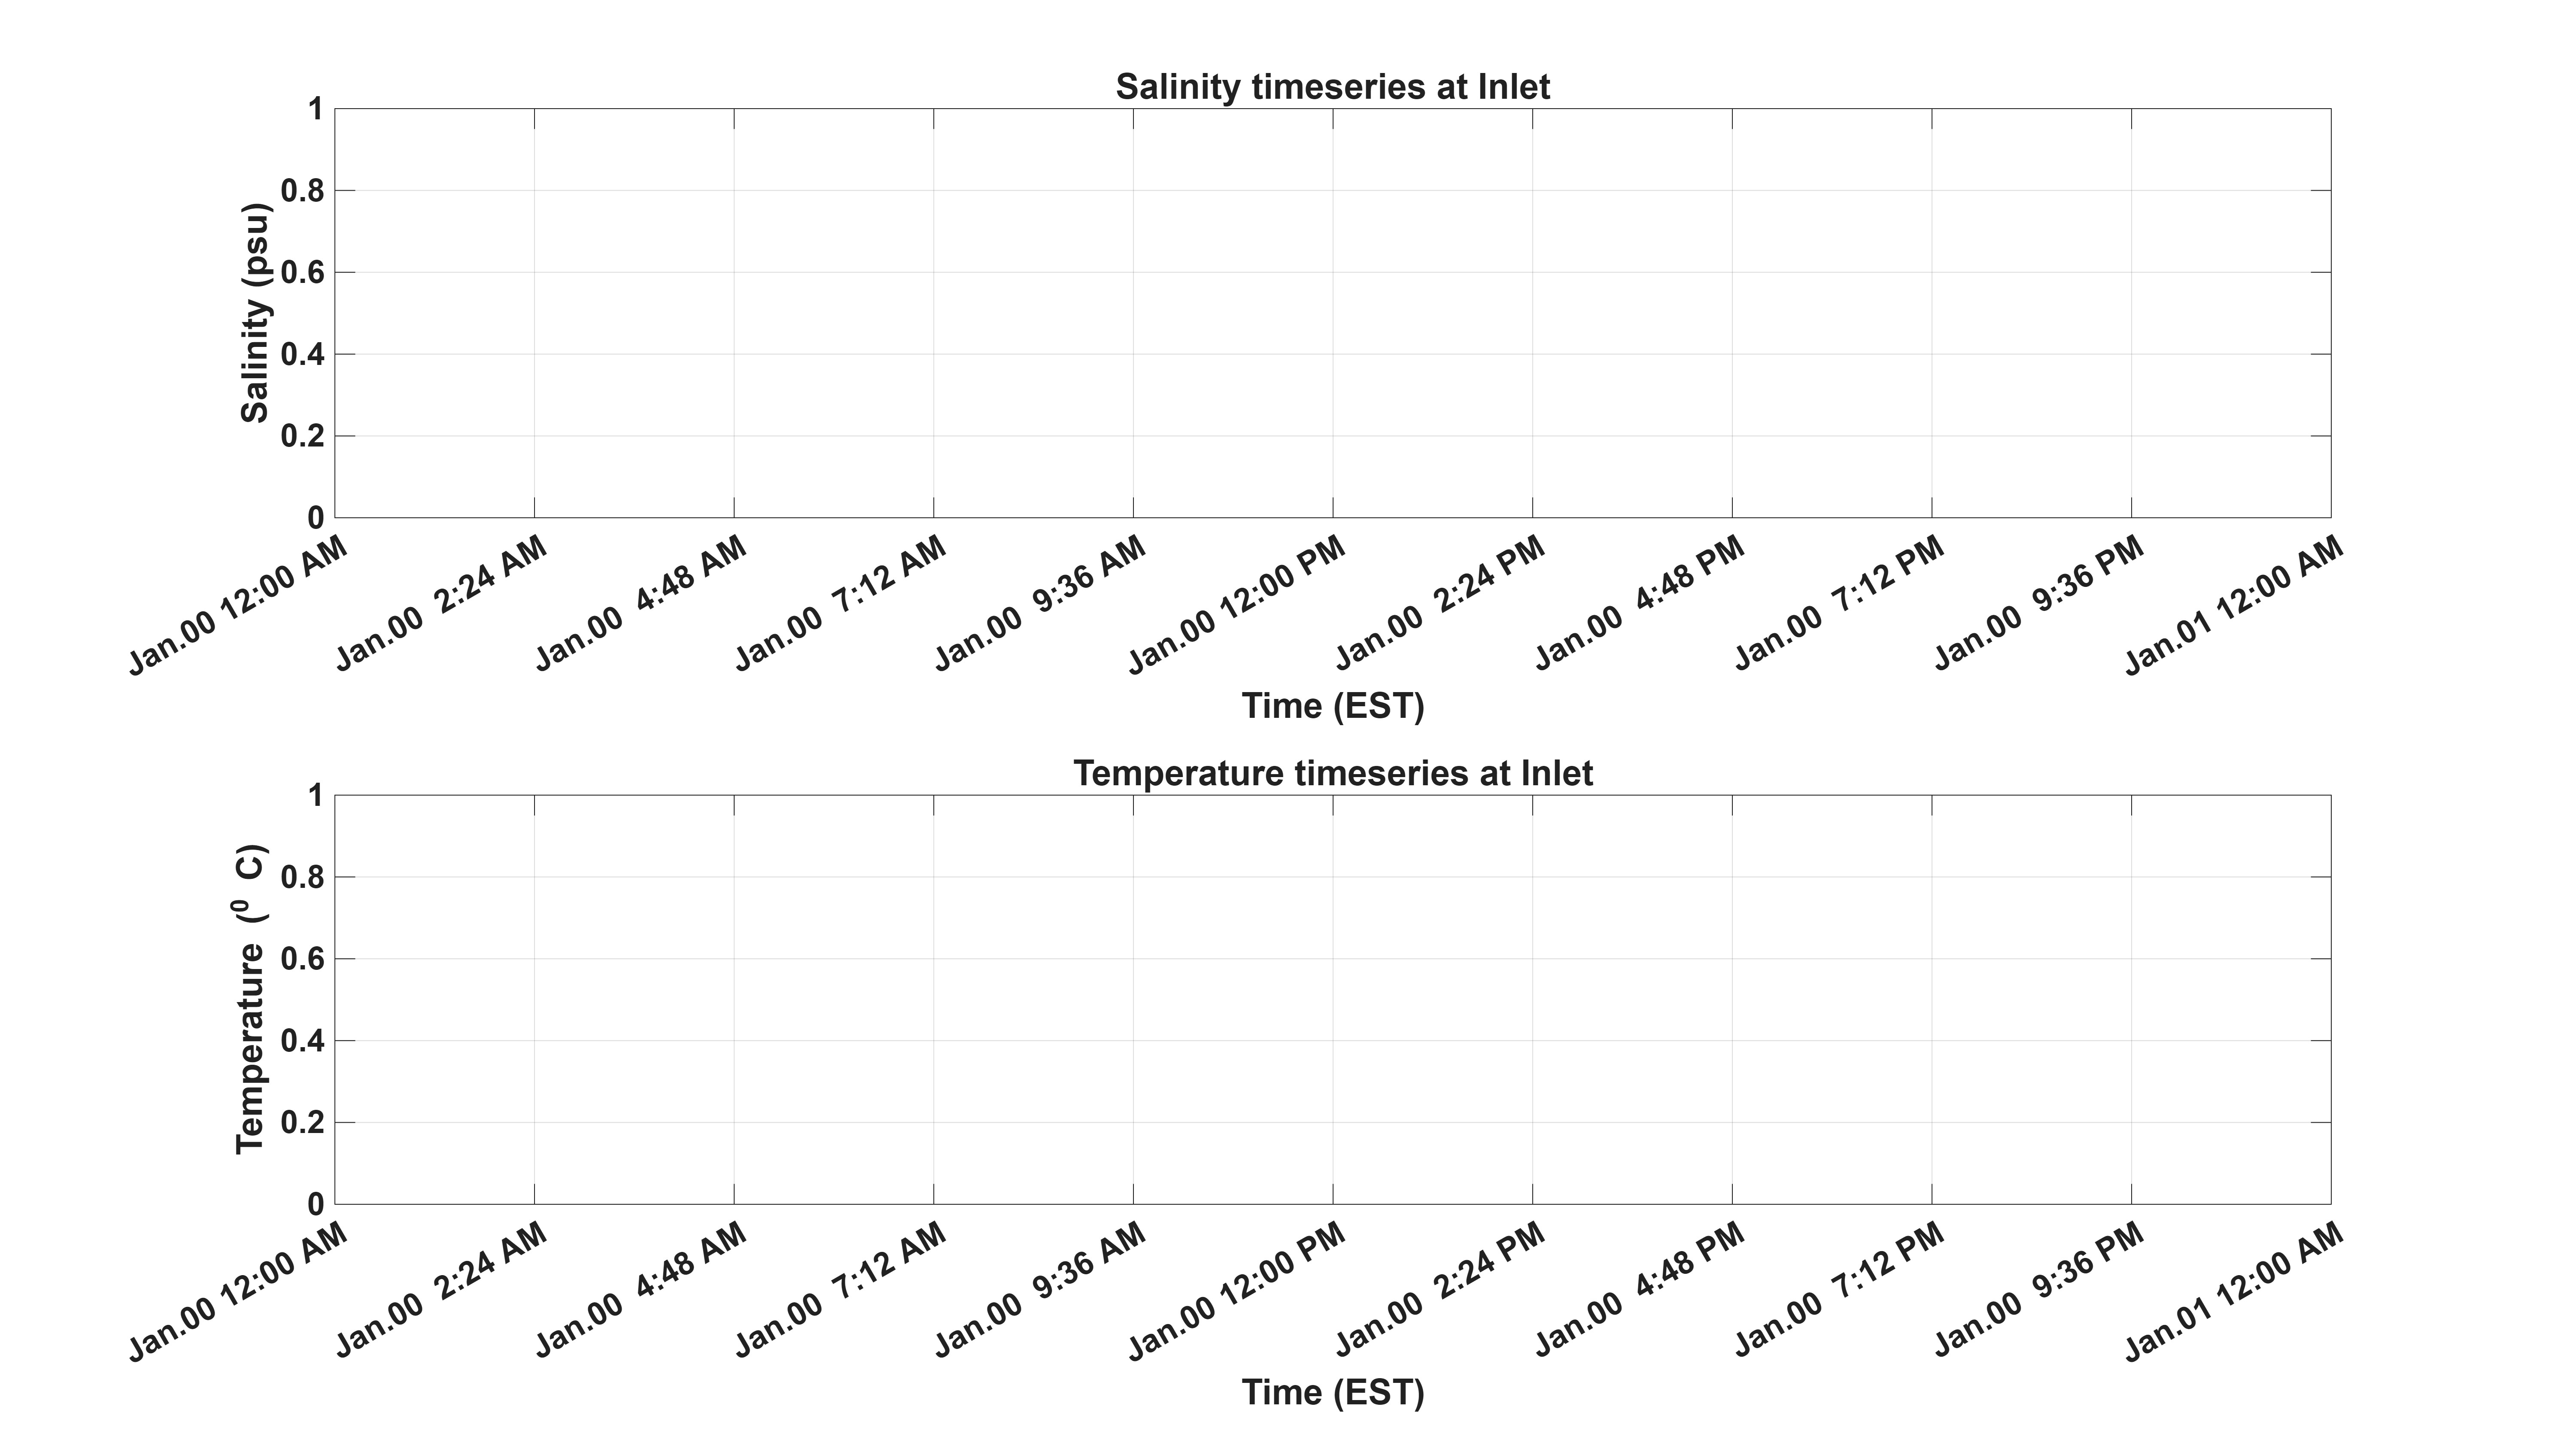 Salinity timeseries at Inlet
1
0.8
0.6
0.4
0.2
0
Salinity (psu)
Jan.00 12:00 AM
Jan.00  2:24 AM
Jan.00  4:48 AM
Jan.00  7:12 AM
Jan.00  9:36 AM
Jan.00 12:00 PM
Jan.00  2:24 PM
Jan.00  4:48 PM
Jan.00  7:12 PM
Jan.00  9:36 PM
Jan.01 12:00 AM
Time (EST)
Temperature timeseries at Inlet
1
0.8
0.6
0.4
0.2
0
Temperature (⁰ C)
Jan.00 12:00 AM
Jan.00  2:24 AM
Jan.00  4:48 AM
Jan.00  7:12 AM
Jan.00  9:36 AM
Jan.00 12:00 PM
Jan.00  2:24 PM
Jan.00  4:48 PM
Jan.00  7:12 PM
Jan.00  9:36 PM
Jan.01 12:00 AM
Time (EST)